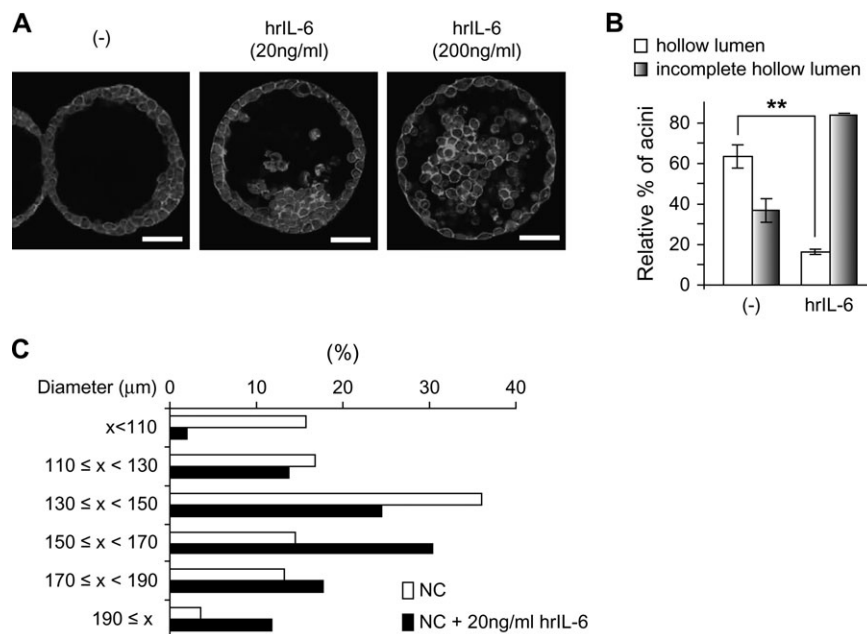 A
(-)
hrIL-6
(20ng/ml)
hrIL-6
(200ng/ml)
B
hollow lumen
incomplete hollow lumen
**
Relative % of acini
80
60
40
20
0
(-)
hrIL-6
C
(%)
Diameter (μm)
0
10
20
30
40
x<110
110 ≤ x < 130
130 ≤ x < 150
150 ≤ x < 170
170 ≤ x < 190
190 ≤ x
NC
NC + 20ng/ml hrIL-6